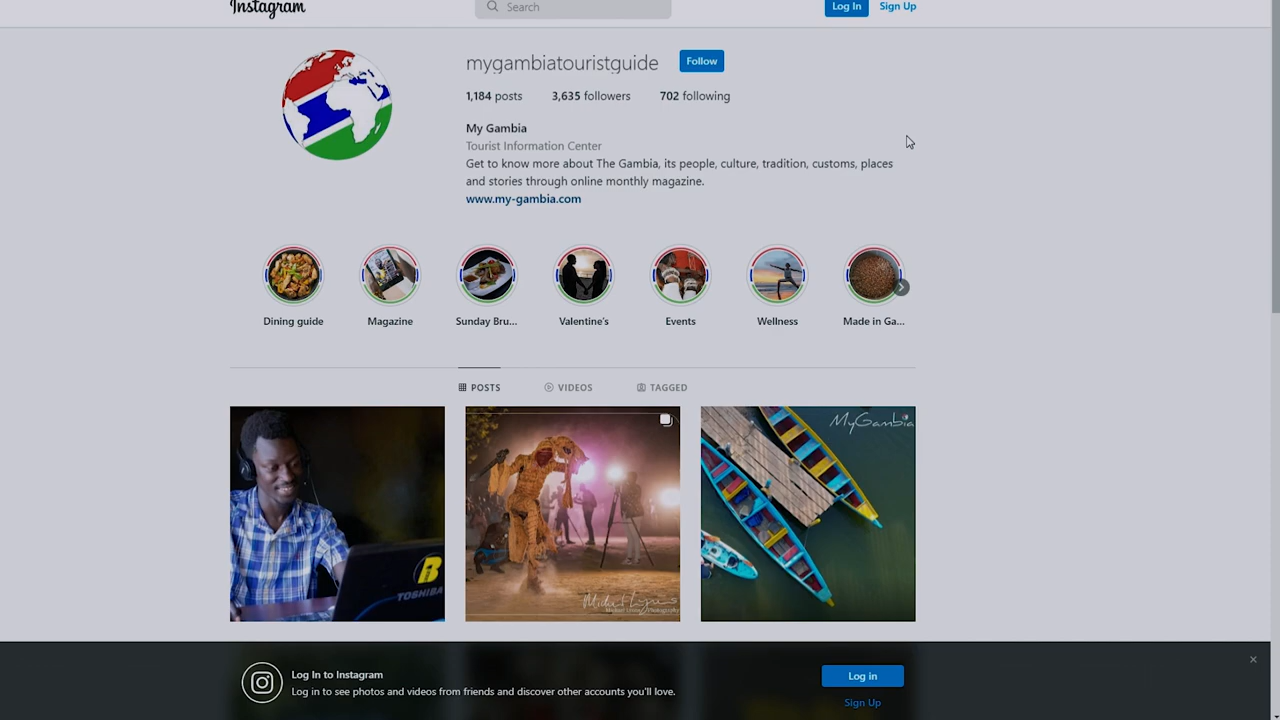 Instagram
Search
Log In
Sign Up
mygambiatouristguide
Follow
1,184 posts
3,635 followers
702 following
My Gambia
Tourist Information Center
Get to know more about The Gambia, its people, culture, tradition, customs, places
and stories through online monthly magazine.
www.my-gambia.com
Dining guide
Magazine
Sunday Bru...
Valentine's
Events
Wellness
Made in Ga...
POSTS
VIDEOS
TAGGED
MyGambia
TOSHIBA
Log In to Instagram
Log in to see photos and videos from friends and discover other accounts you'll love.
Log in
Sign Up